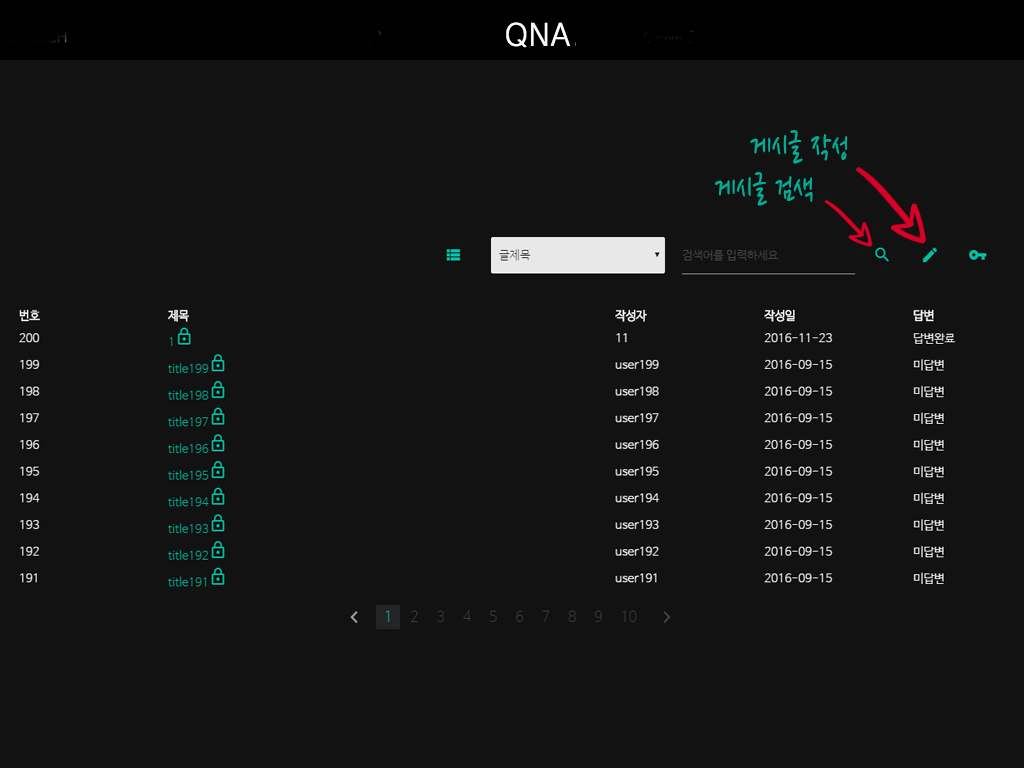 QNA
게시글 작성
게시글 검색
글제목 검색어를 입력하세요
번호 제목 작성자 작성일 답변
200 1 11 2016-11-23 답변완료
199 title199 user199 2016-09-15 미답변
198 title198 user198 2016-09-15 미답변
197 title197 user197 2016-09-15 미답변
196 title196 user196 2016-09-15 미답변
195 title195 user195 2016-09-15 미답변
194 title194 user194 2016-09-15 미답변
193 title193 user193 2016-09-15 미답변
192 title192 user192 2016-09-15 미답변
191 title191 user191 2016-09-15 미답변
1 2 3 4 5 6 7 8 9 10